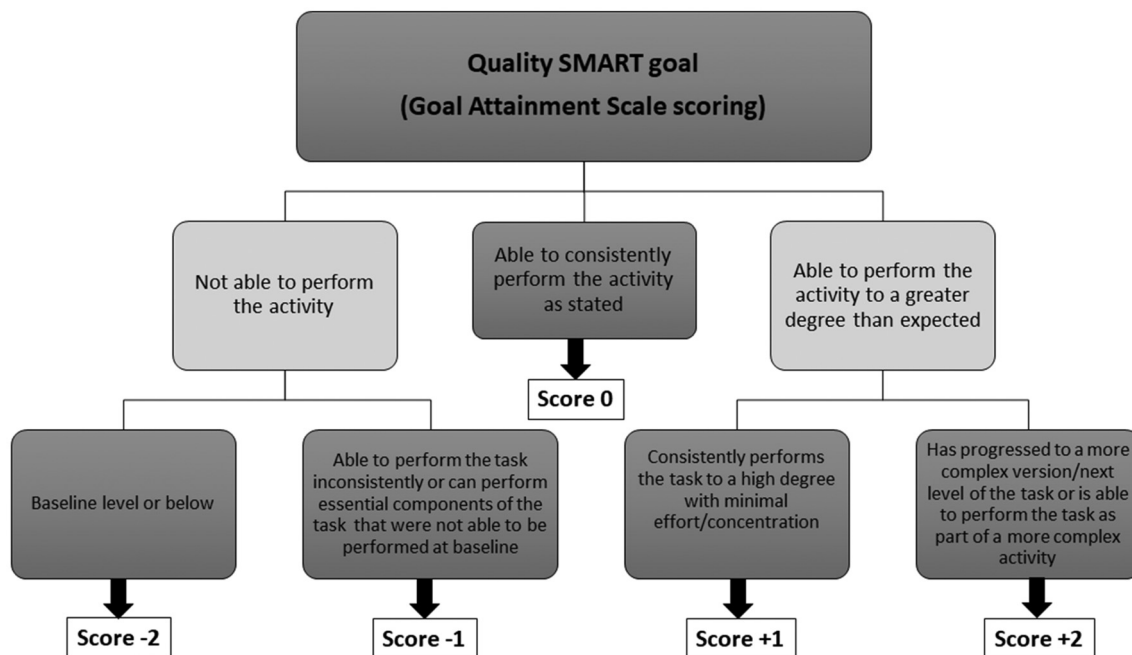 Quality SMART goal
(Goal Attainment Scale scoring)
Not able to perform
the activity
Able to consistently
perform the activity
as stated
Able to perform the
activity to a greater
degree than expected
Score 0
Baseline level or below
Able to perform the task
inconsistently or can perform
essential components of the
task that were not able to be
performed at baseline
Consistently performs
the task to a high degree
with minimal
effort/concentration
Has progressed to a more
complex version/next
level of the task or is able
to perform the task as
part of a more complex
activity
Score -2
Score -1
Score +1
Score +2